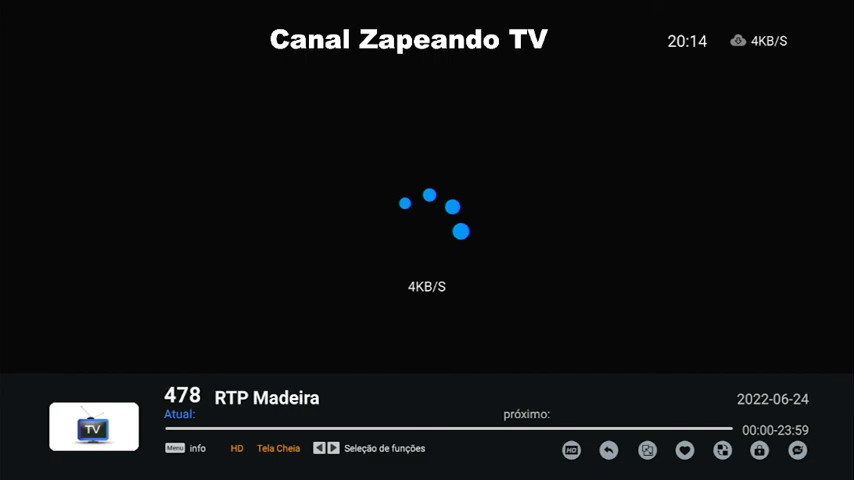 Canal Zapeando TV
20:14
4KB/S
4KB/S
478 RTP Madeira
2022-06-24
Atual:
próximo:
00:00-23:59
TV
Menu info HD Tela Cheia Seleção de funções
HD